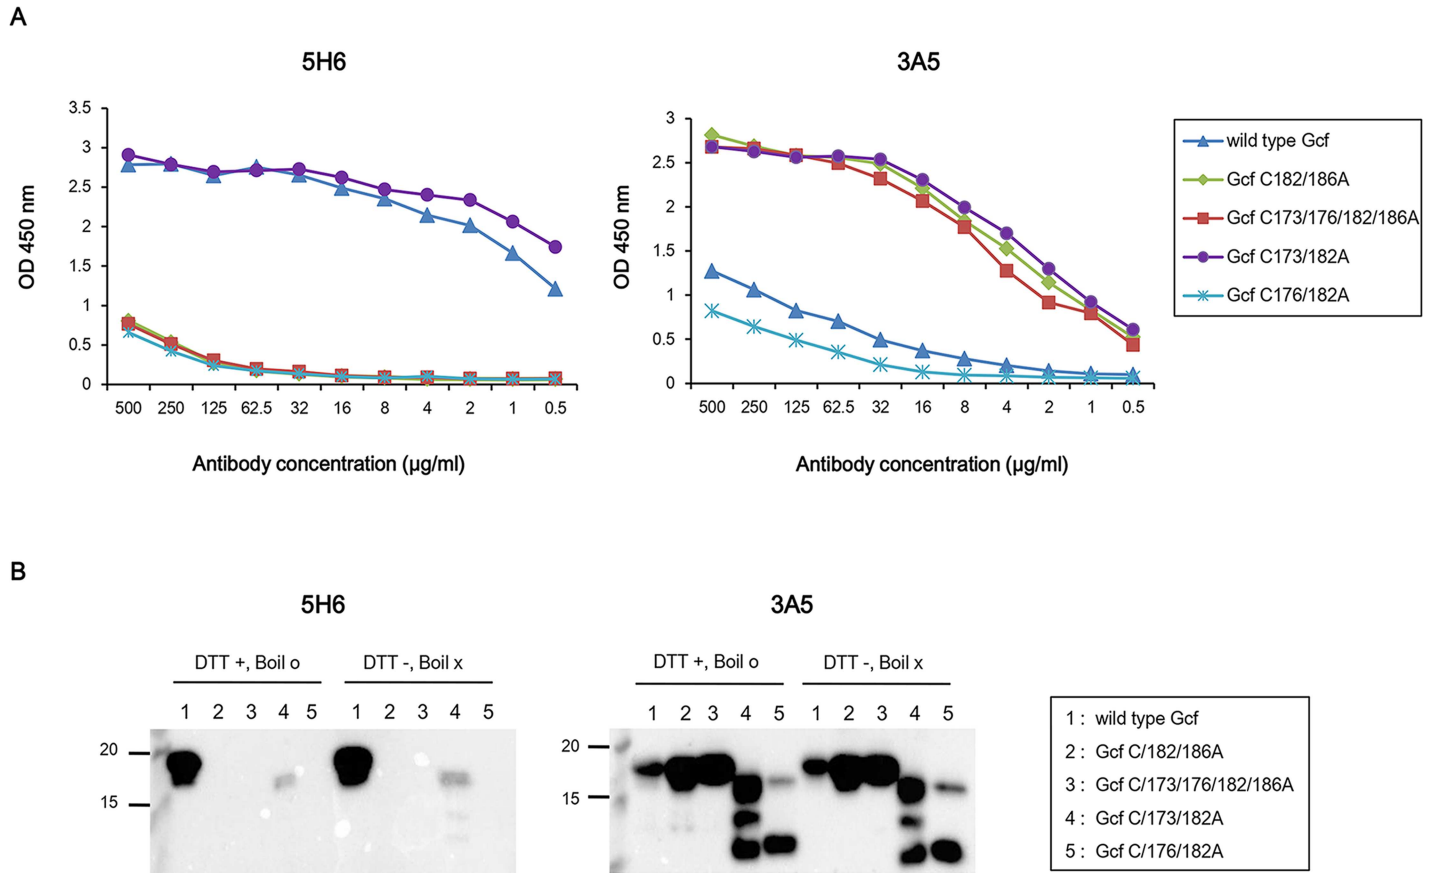 A
5H6
3A5
3.5
3
2.5
2
1.5
1
0.5
0
OD 450 nm
500 250 125 62.5 32 16 8 4 2 1 0.5
Antibody concentration (µg/ml)
3
2.5
2
1.5
1
0.5
0
OD 450 nm
500 250 125 62.5 32 16 8 4 2 1 0.5
Antibody concentration (µg/ml)
wild type Gcf
Gcf C182/186A
Gcf C173/176/182/186A
Gcf C173/182A
Gcf C176/182A
B
5H6
3A5
DTT +, Boil o DTT -, Boil x
1 2 3 4 5 1 2 3 4 5
20
15
DTT +, Boil o DTT -, Boil x
1 2 3 4 5 1 2 3 4 5
20
15
1 : wild type Gcf
2 : Gcf C/182/186A
3 : Gcf C/173/176/182/186A
4 : Gcf C/173/182A
5 : Gcf C/176/182A